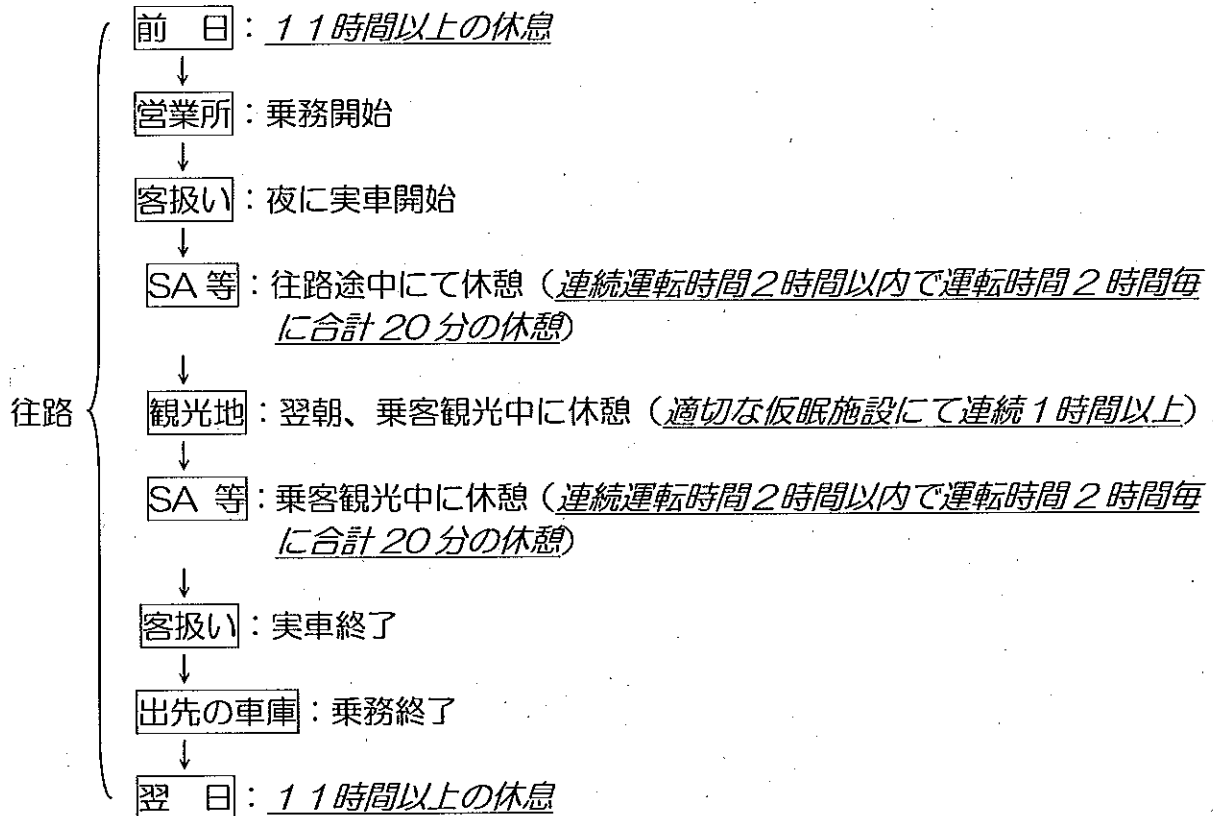 前　日：１１時間以上の休息
↓
営業所：乗務開始
↓
客扱い：夜に実車開始
↓
SA 等：往路途中にて休憩（連続運転時間２時間以内で運転時間２時間毎
に合計２０分の休憩）
↓
往路
観光地：翌朝、乗客観光中に休憩（適切な仮眠施設にて連続１時間以上）
↓
SA 等：乗客観光中に休憩（連続運転時間２時間以内で運転時間２時間毎
に合計２０分の休憩）
↓
客扱い：実車終了
↓
出先の車庫：乗務終了
↓
翌　日：１１時間以上の休息